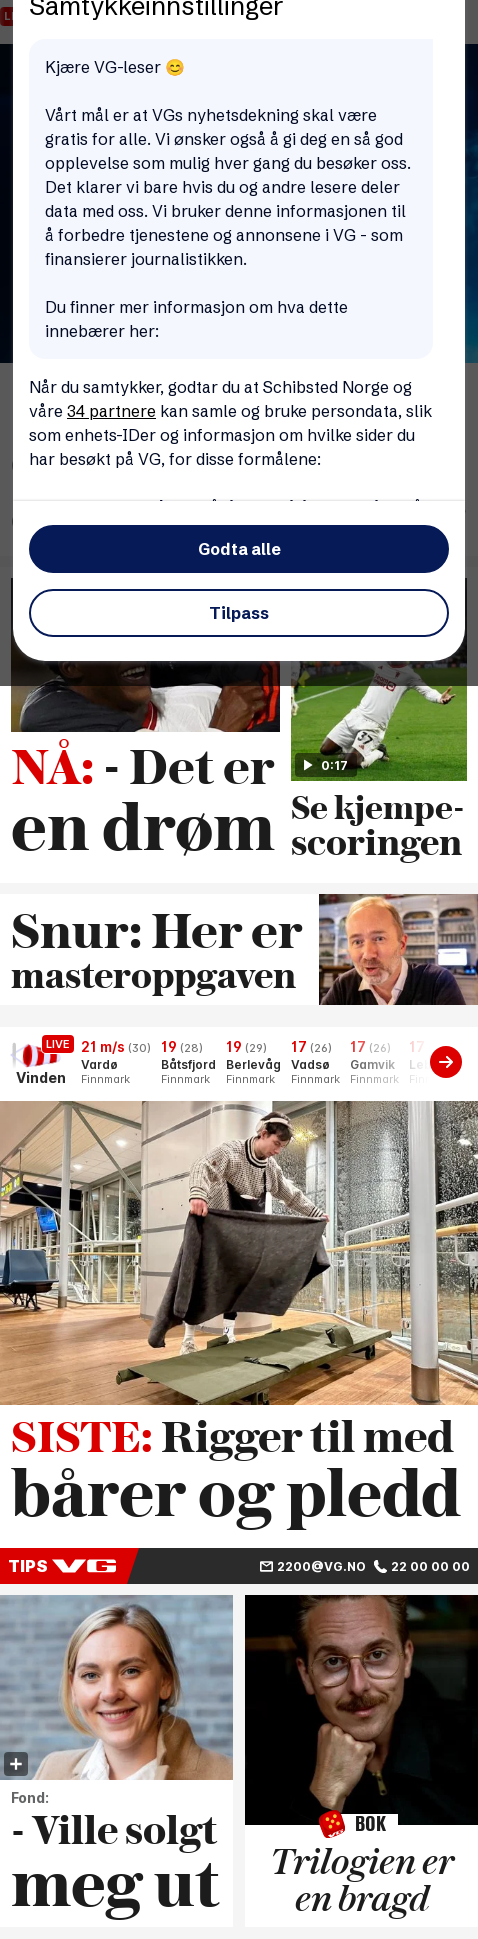 Samtykkeinnstillinger
Kjære VG-leser 😊
Vårt mål er at VGs nyhetsdekning skal være
gratis for alle. Vi ønsker også å gi deg en så god
opplevelse som mulig hver gang du besøker oss.
Det klarer vi bare hvis du og andre lesere deler
data med oss. Vi bruker denne informasjonen til
å forbedre tjenestene og annonsene i VG - som
finansierer journalistikken.
Du finner mer informasjon om hva dette
innebærer her:
Når du samtykker, godtar du at Schibsted Norge og
våre 34 partnere kan samle og bruke persondata, slik
som enhets-IDer og informasjon om hvilke sider du
har besøkt på VG, for disse formålene:
Godta alle
Tilpass
37
0:17
NÅ: - Det er
en drøm
Se kjempe-
scoringen
Snur: Her er
masteroppgaven
LIVE
Vinden
21 m/s (30)
Vardø
Finnmark
19 (28)
Båtsfjord
Finnmark
19 (29)
Berlevåg
Finnmark
17 (26)
Vadsø
Finnmark
17 (26)
Gamvik
Finnmark
17
SISTE: Rigger til med
bårer og pledd
TIPS VG
2200@VG.NO 22 00 00 00
Fond:
- Ville solgt
meg ut
BOK
Trilogien er
en bragd